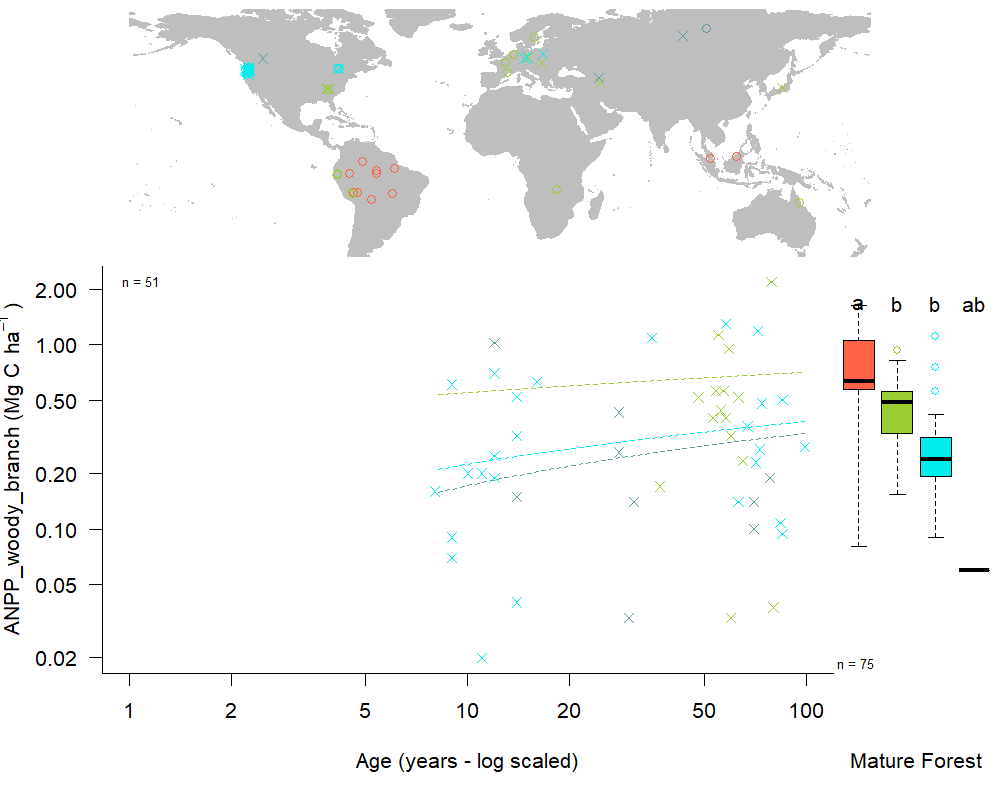 n = 51
2.00
1.00
0.50
0.20
0.10
0.05
0.02
ANPP_woody_branch (Mg C ha⁻¹ )
1
2
5
10
20
50
100
Age (years - log scaled)
a
b
b
ab
n = 75
Mature Forest